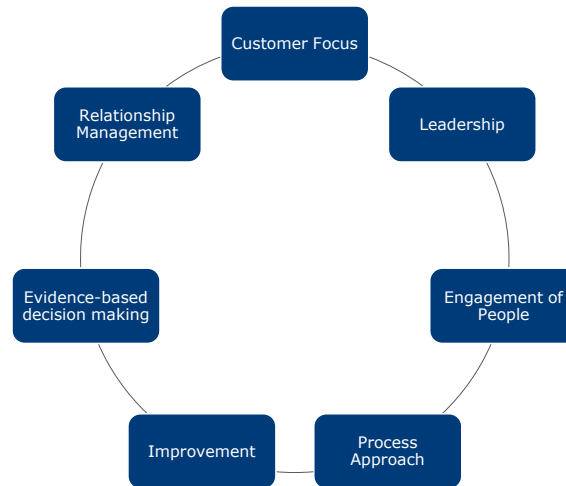 Customer Focus
Leadership
Engagement of
People
Process
Approach
Improvement
Evidence-based
decision making
Relationship
Management